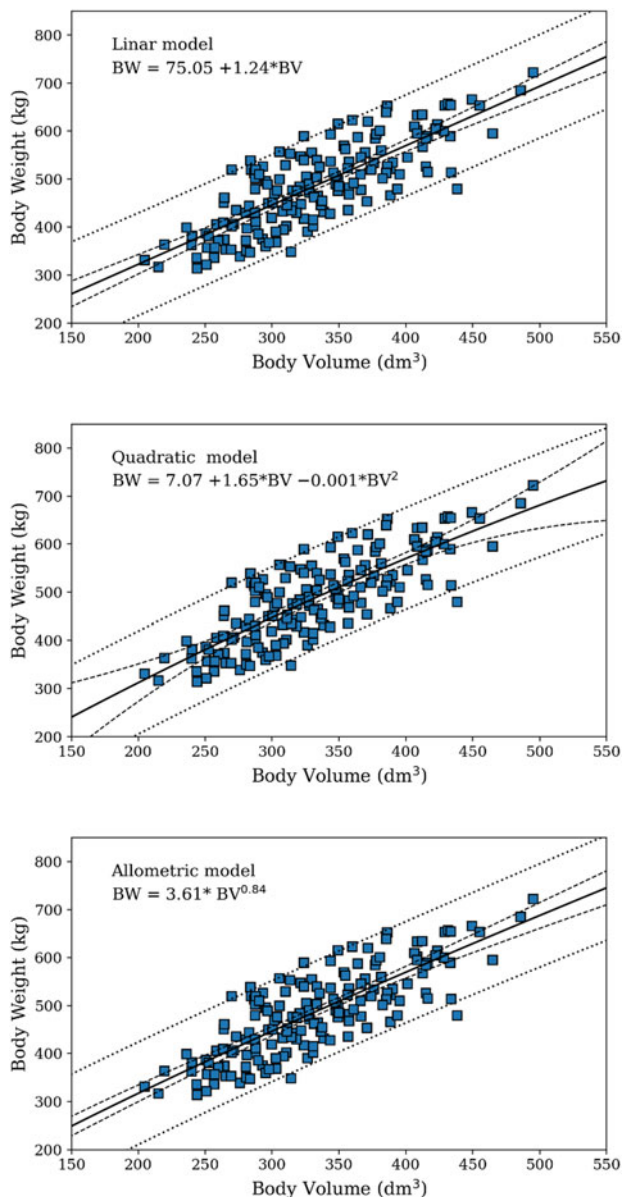 800
700
600
500
400
300
200
Body Weight (kg)
Linar model
BW = 75.05 +1.24*BV
150 200 250 300 350 400 450 500 550
Body Volume (dm³)
800
700
600
500
400
300
200
Body Weight (kg)
Quadratic model
BW = 7.07 +1.65*BV −0.001*BV²
150 200 250 300 350 400 450 500 550
Body Volume (dm³)
800
700
600
500
400
300
200
Body Weight (kg)
Allometric model
BW = 3.61* BV⁰·⁸⁴
150 200 250 300 350 400 450 500 550
Body Volume (dm³)